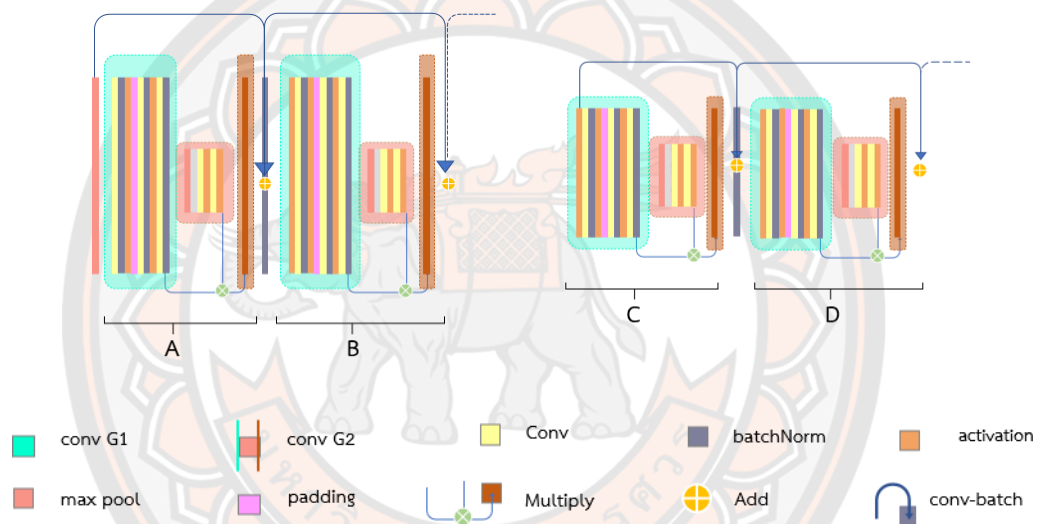 A
B
C
D
conv G1
conv G2
Conv
batchNorm
activation
max pool
padding
Multiply
Add
conv-batch